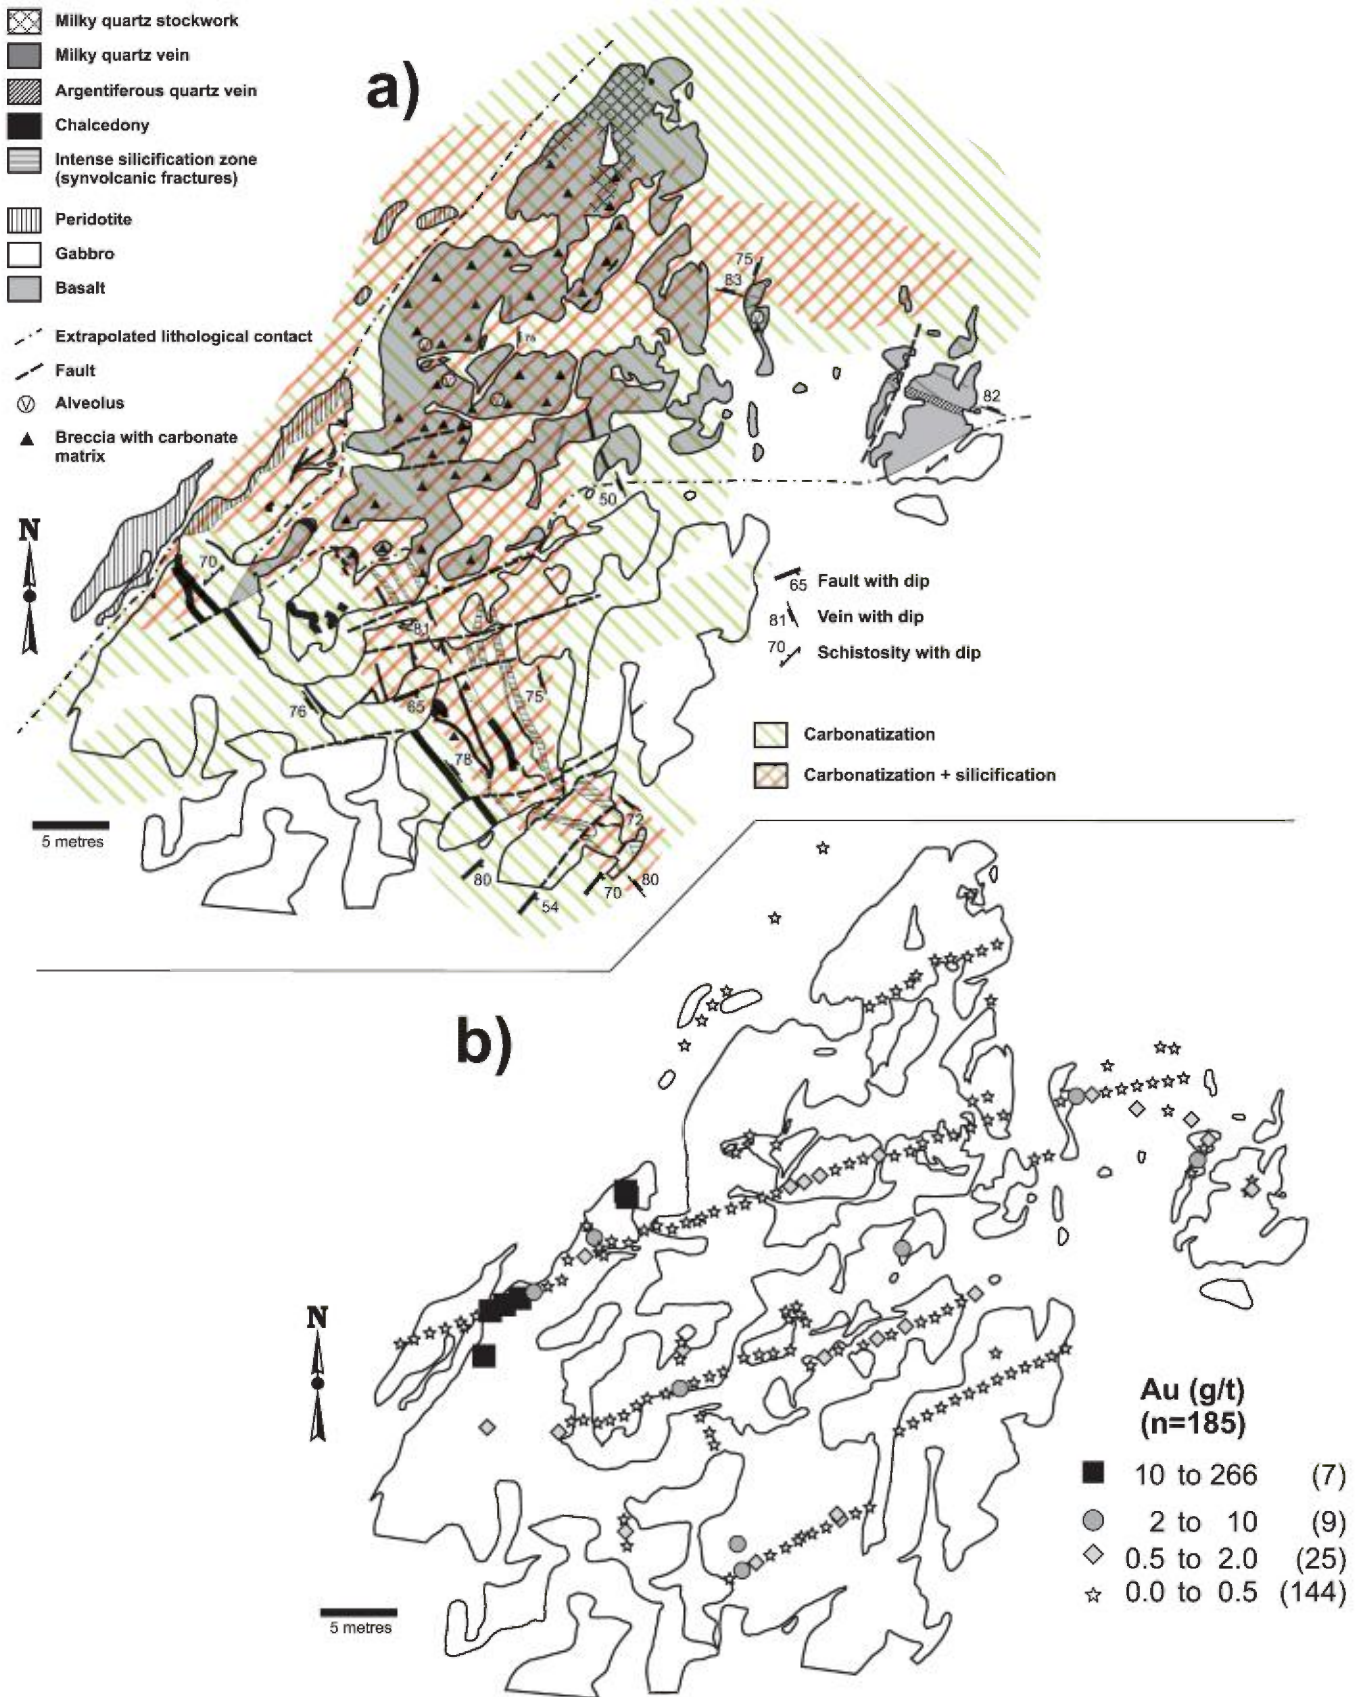 Milky quartz stockwork
Milky quartz vein
Argentiferous quartz vein
Chalcedony
Intense silicification zone
(synvolcanic fractures)
Peridotite
Gabbro
Basalt
Extrapolated lithological contact
Fault
V Alveolus
Breccia with carbonate
matrix
a)
75
83
76
82
50
N
70
81
76
65
75
78
72
80
54
70
80
65 Fault with dip
81 Vein with dip
70 Schistosity with dip
Carbonatization
Carbonatization + silicification
5 metres
b)
N
5 metres
Au (g/t)
(n=185)
10 to 266 (7)
2 to 10 (9)
0.5 to 2.0 (25)
0.0 to 0.5 (144)